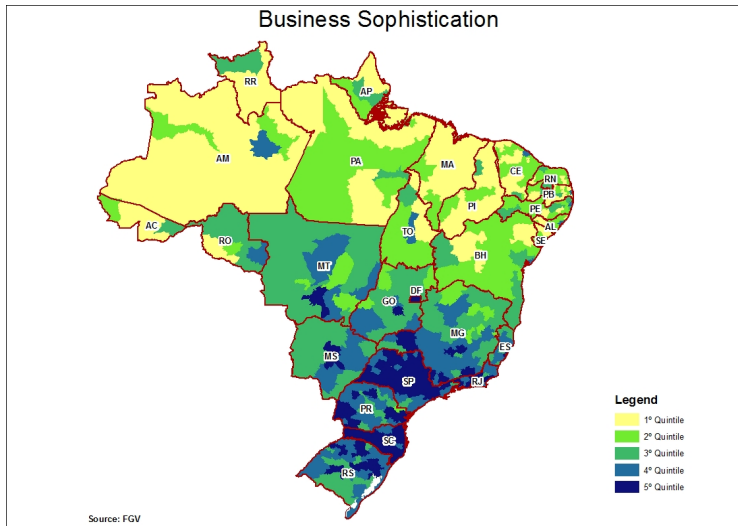 Business Sophistication
RR
AP
AM
PA
MA
CE
RN
PB
PI
PE
AL
SE
AC
TO
RO
BH
MT
DF
GO
MG
ES
MS
SP
RJ
PR
SC
RS
Legend
1º Quintile
2º Quintile
3º Quintile
4º Quintile
5º Quintile
Source: FGV